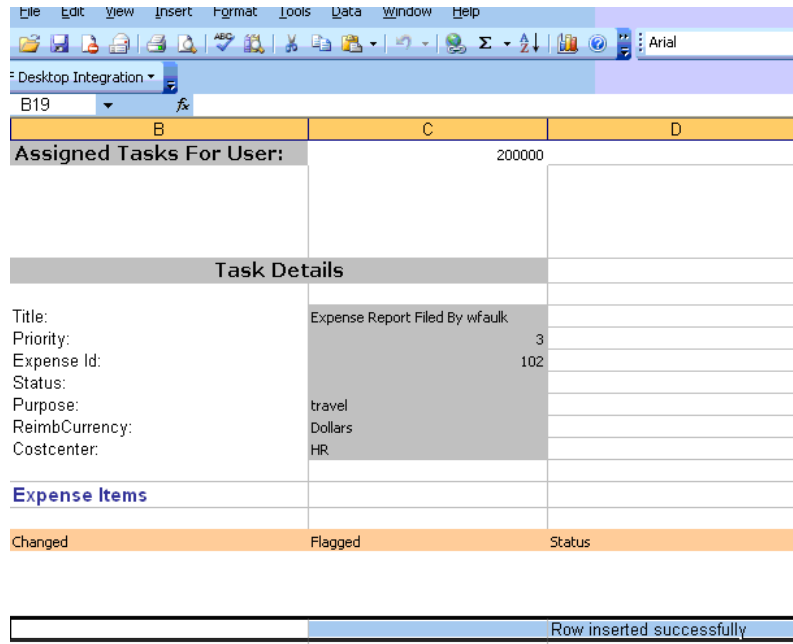 File Edit View Insert Format Tools Data Window Help
ABC Σ A Z Arial
Desktop Integration
B19 fx
B C D
Assigned Tasks For User: 200000
Task Details
Title: Expense Report Filed By wfaulk
Priority: 3
Expense Id: 102
Status:
Purpose: travel
ReimbCurrency: Dollars
Costcenter: HR
Expense Items
Changed Flagged Status
Row inserted successfully